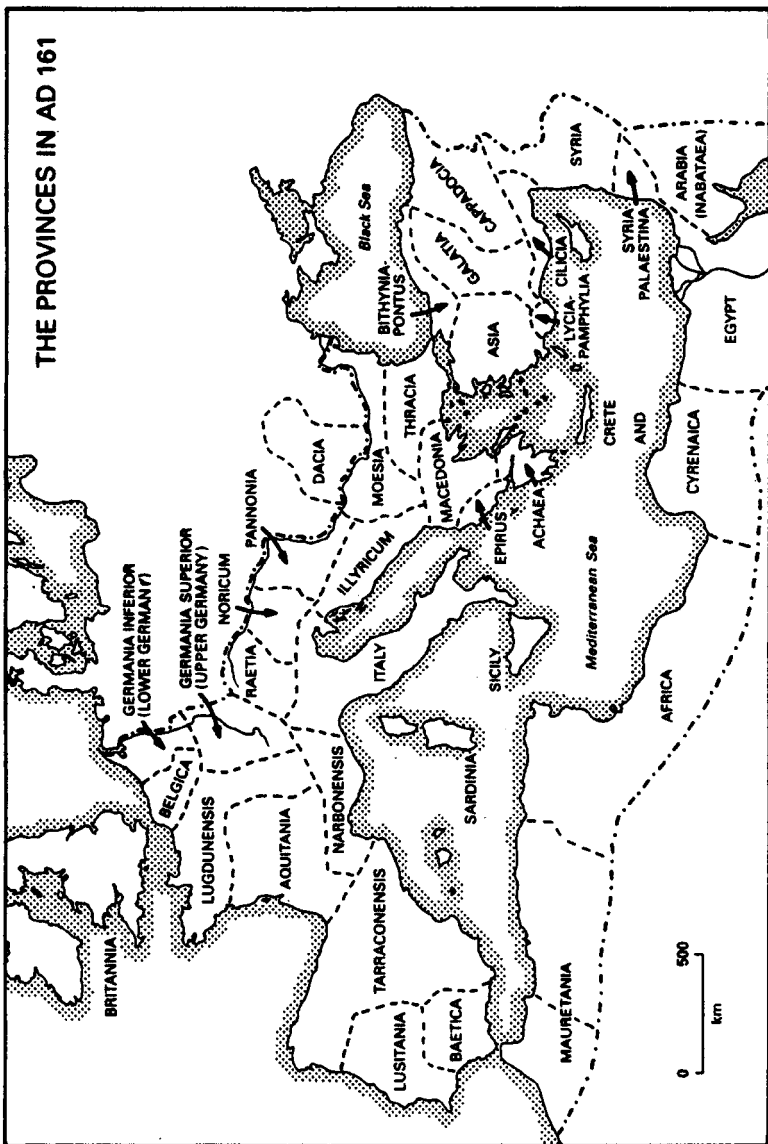 THE PROVINCES IN AD 161
BRITANNIA
GERMANIA INFERIOR
(LOWER GERMANY)
GERMANIA SUPERIOR
(UPPER GERMANY)
NORICUM
PANNONIA
BELGICA
LUGDUNENSIS
AQUITANIA
NARBONENSIS
RAETIA
ITALY
ILLYRICUM
DACIA
MOESIA
THRACIA
MACEDONIA
EPIRUS
ACHAEA
Black Sea
BITHYNIA-
PONTUS
GALATIA
CAPPADOCIA
ASIA
LYCIA-
PAMPHYLIA
CILICIA
SYRIA
SYRIA
PALAESTINA
ARABIA
(NABATAEA)
EGYPT
CRETE
AND
CYRENAICA
Mediterranean Sea
SICILY
SARDINIA
AFRICA
TARRACONENSIS
LUSITANIA
BAETICA
MAURETANIA
0
500
km